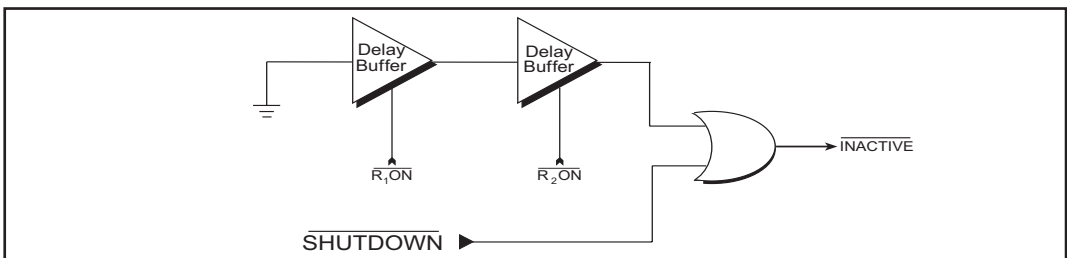 Delay
Buffer
Delay
Buffer
R₁ON
R₂ON
INACTIVE
SHUTDOWN